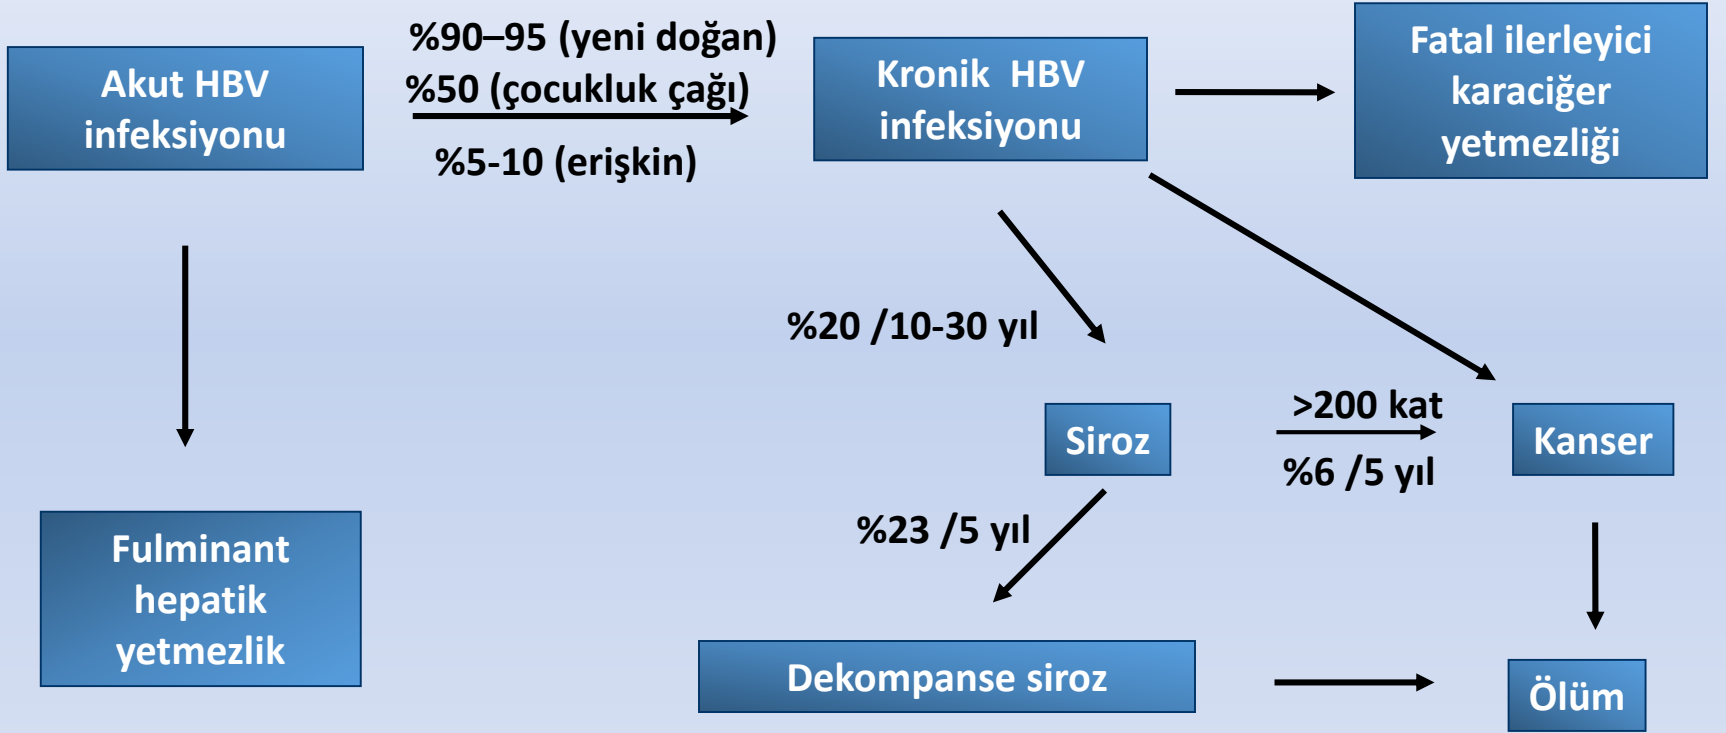 %90–95 (yeni doğan)
%50 (çocukluk çağı)
%5-10 (erişkin)
Akut HBV
infeksiyonu
Kronik HBV
infeksiyonu
Fatal ilerleyici
karaciğer
yetmezliği
%20 /10-30 yıl
Siroz
>200 kat
%6 /5 yıl
Kanser
%23 /5 yıl
Fulminant
hepatik
yetmezlik
Dekompanse siroz
Ölüm